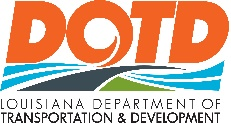 DOTD
LOUISIANA DEPARTMENT OF
TRANSPORTATION & DEVELOPMENT